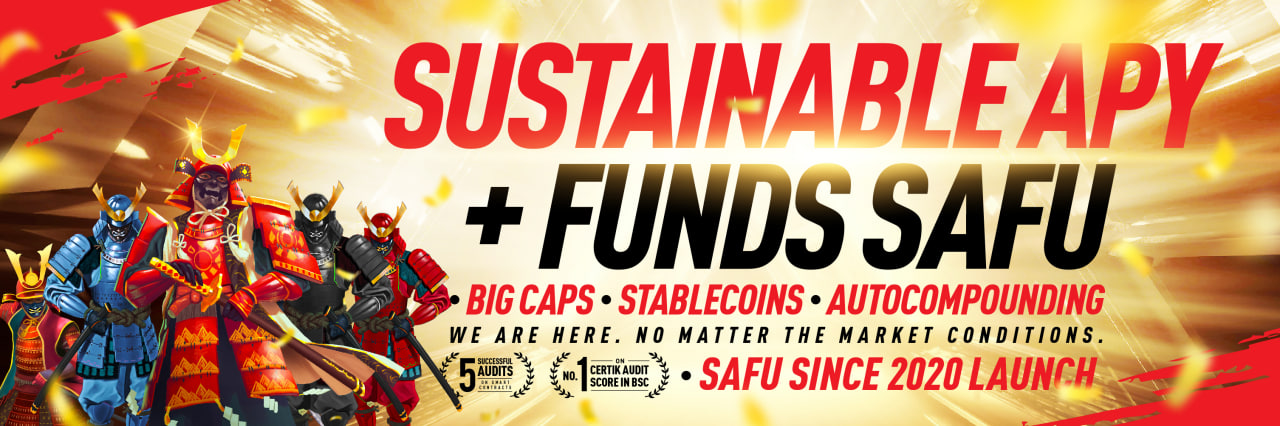 SUSTAINABLE APY
+ FUNDS SAFU
• BIG CAPS • STABLECOINS • AUTOCOMPOUNDING
WE ARE HERE. NO MATTER THE MARKET CONDITIONS.
5 SUCCESSFUL AUDITS ON SMART CONTRACTS
NO. 1 ON CERTIK AUDIT SCORE IN BSC
• SAFU SINCE 2020 LAUNCH